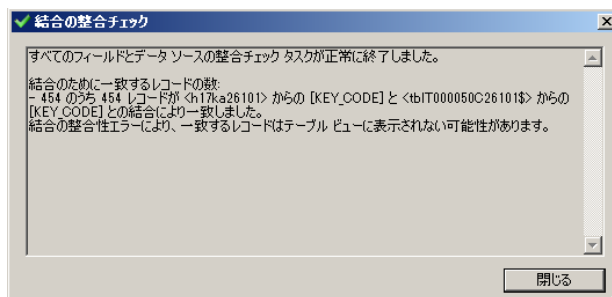 結合の整合チェック
すべてのフィールドとデータ ソースの整合チェック タスクが正常に終了しました。
結合のために一致するレコードの数:
- 454 のうち 454 レコードが <h17ka26101> からの [KEY_CODE] と <tblT000050C26101$> からの
[KEY_CODE] との結合により一致しました。
結合の整合性エラーにより、一致するレコードはテーブル ビューに表示されない可能性があります。
閉じる